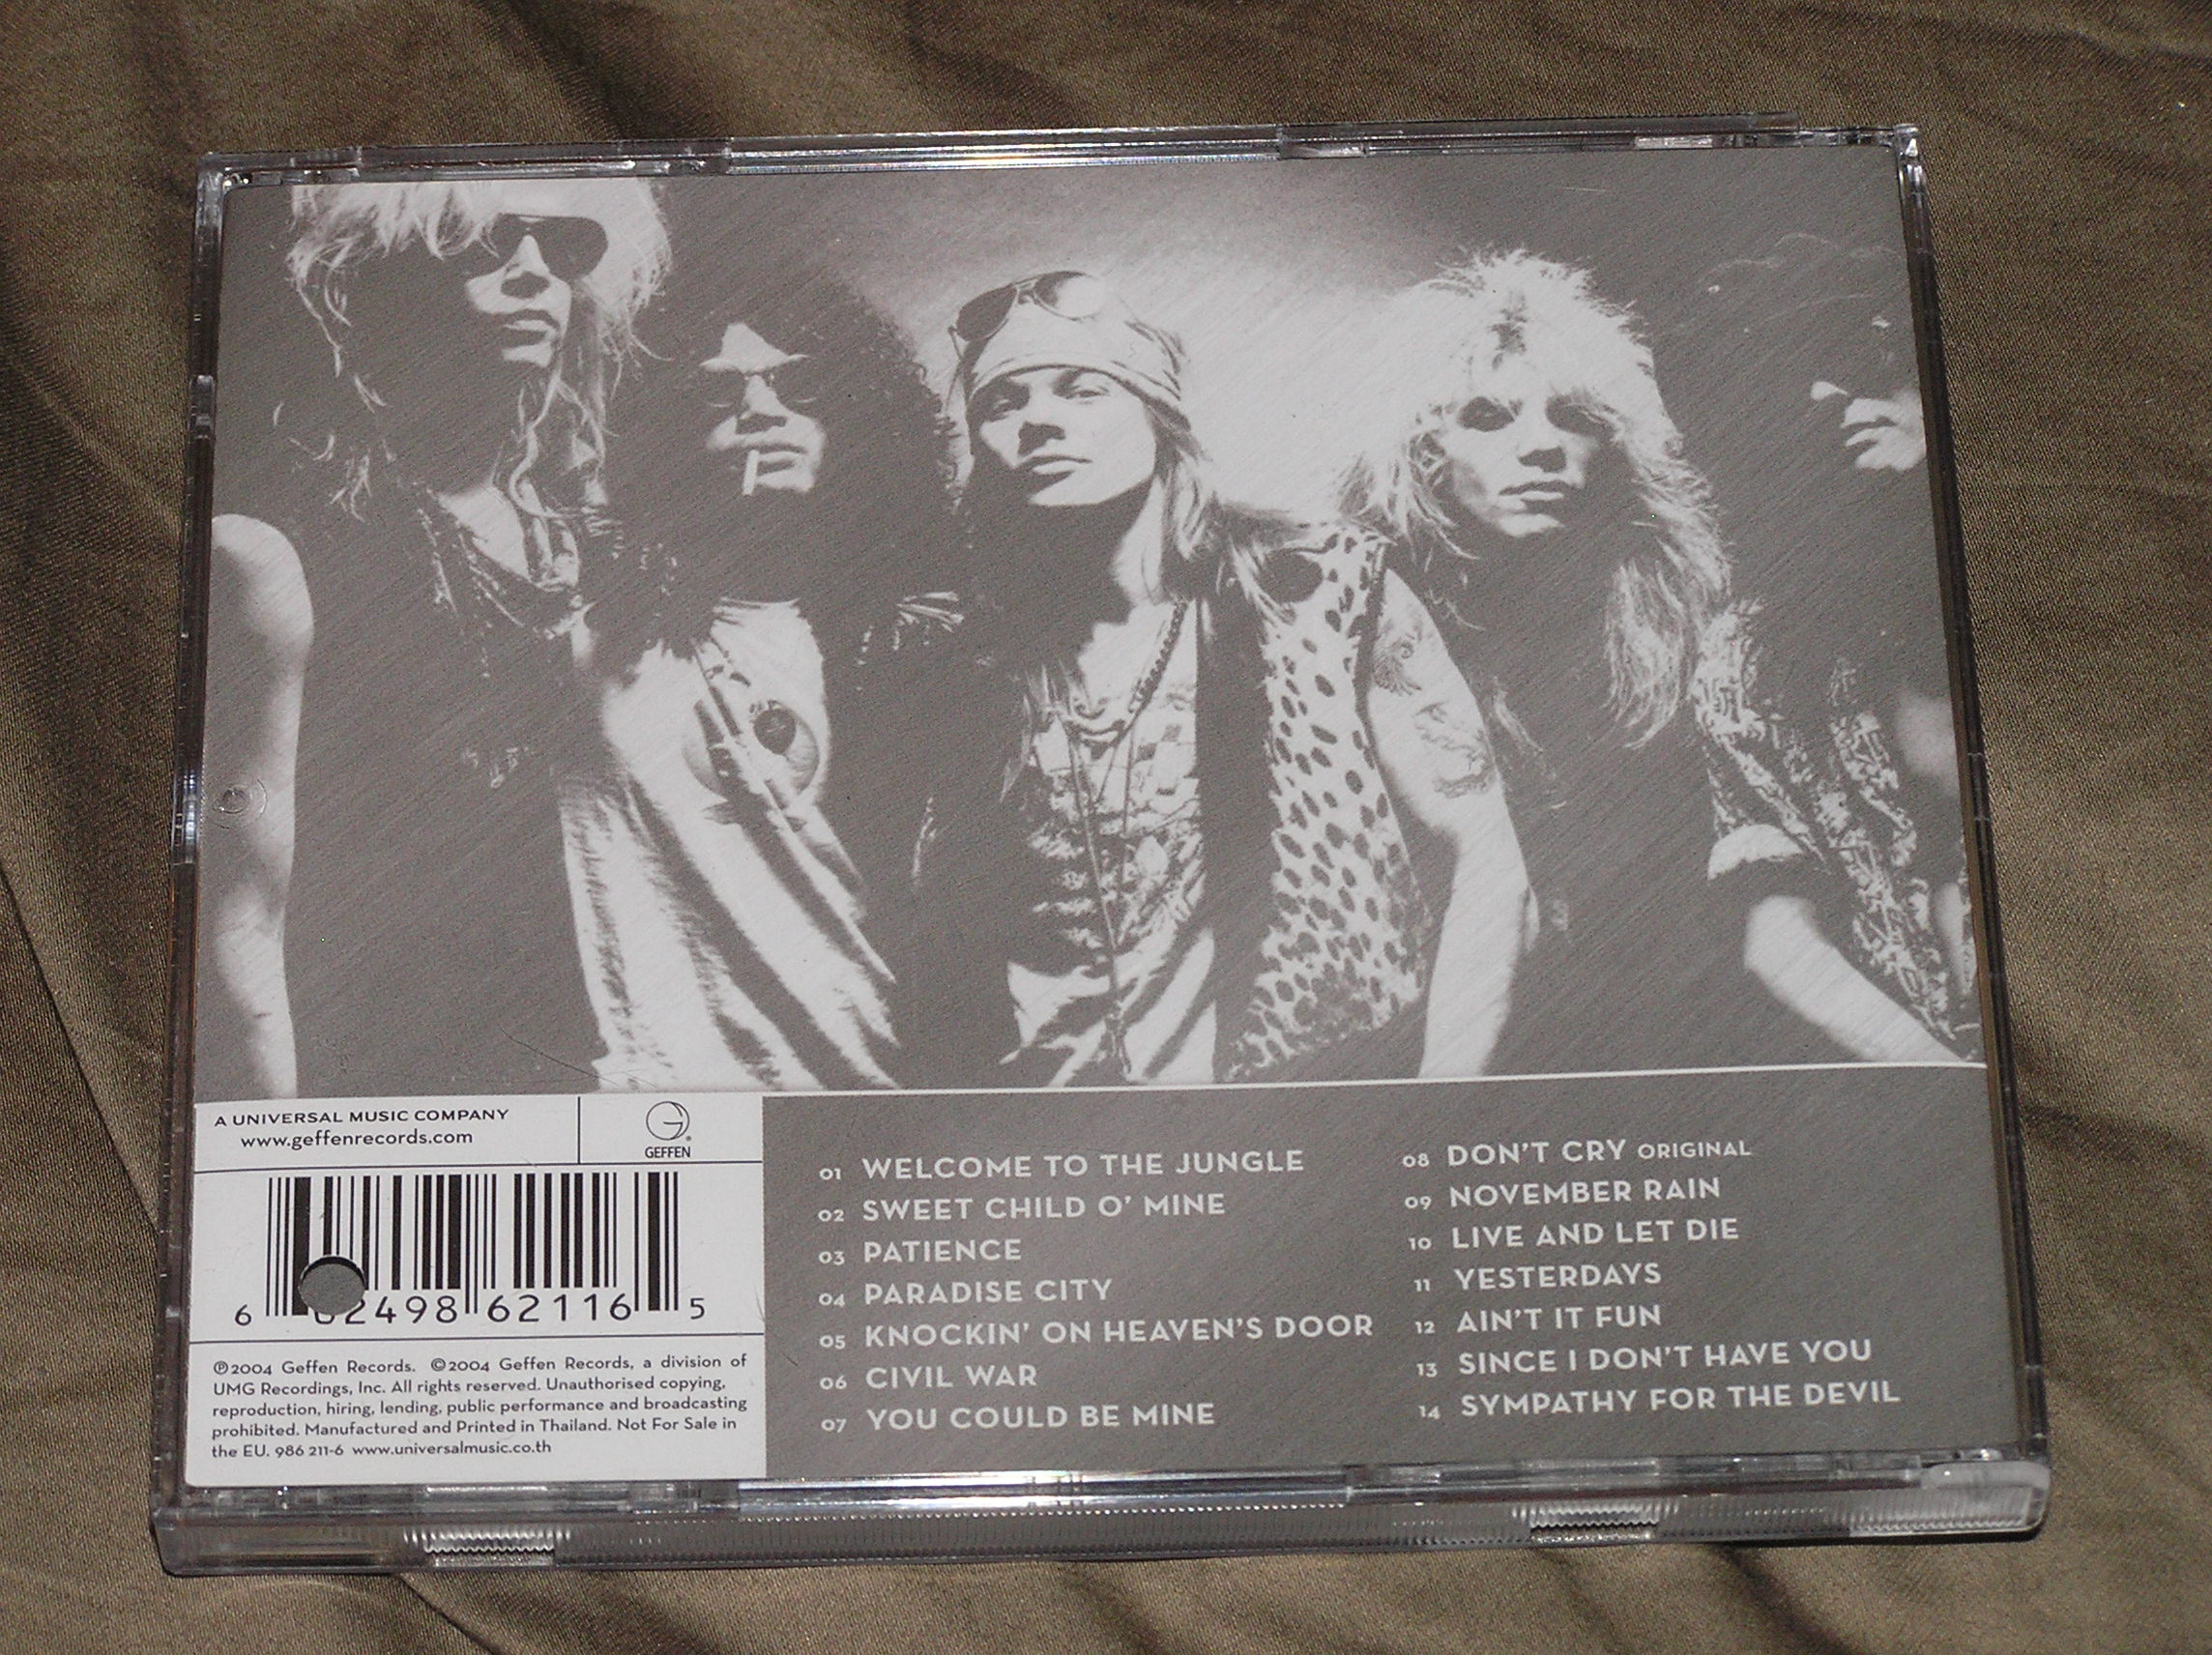 A UNIVERSAL MUSIC COMPANY
www.geffenrecords.com
GEFFEN
6 02498 62116 5
℗2004 Geffen Records. ©2004 Geffen Records, a division of
UMG Recordings, Inc. All rights reserved. Unauthorised copying,
reproduction, hiring, lending, public performance and broadcasting
prohibited. Manufactured and Printed in Thailand. Not For Sale in
the EU. 986 211-6 www.universalmusic.co.th
01 WELCOME TO THE JUNGLE
02 SWEET CHILD O' MINE
03 PATIENCE
04 PARADISE CITY
05 KNOCKIN' ON HEAVEN'S DOOR
06 CIVIL WAR
07 YOU COULD BE MINE
08 DON'T CRY ORIGINAL
09 NOVEMBER RAIN
10 LIVE AND LET DIE
11 YESTERDAYS
12 AIN'T IT FUN
13 SINCE I DON'T HAVE YOU
14 SYMPATHY FOR THE DEVIL